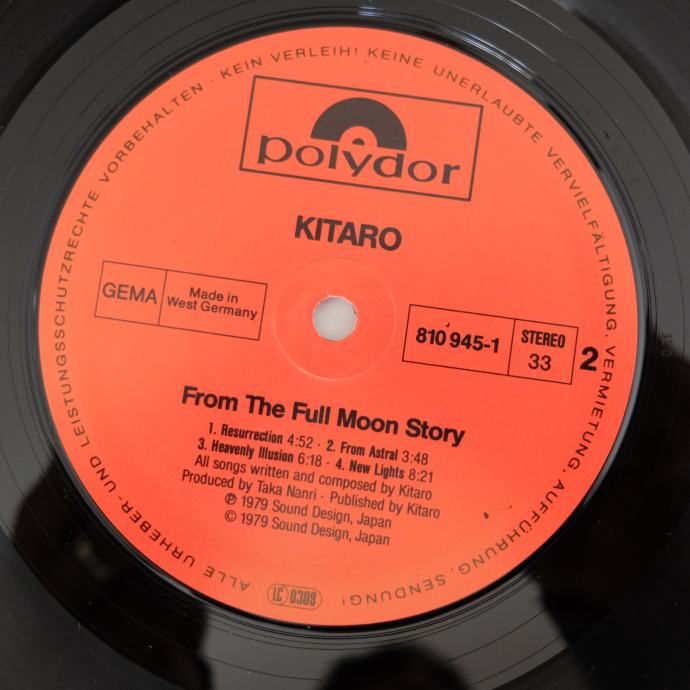 ALLE URHEBER- UND LEISTUNGSSCHUTZRECHTE VORBEHALTEN · KEIN VERLEIH! KEINE UNERLAUBTE VERVIELFÄLTIGUNG, VERMIETUNG, AUFFÜHRUNG, SENDUNG!
polydor
KITARO
GEMA
Made in
West Germany
810 945-1
STEREO
33
2
From The Full Moon Story
1. Resurrection 4:52 · 2. From Astral 3:48
3. Heavenly Illusion 6:18 · 4. New Lights 8:21
All songs written and composed by Kitaro
Produced by Taka Nanri · Published by Kitaro
℗ 1979 Sound Design, Japan
© 1979 Sound Design, Japan
LC 0309